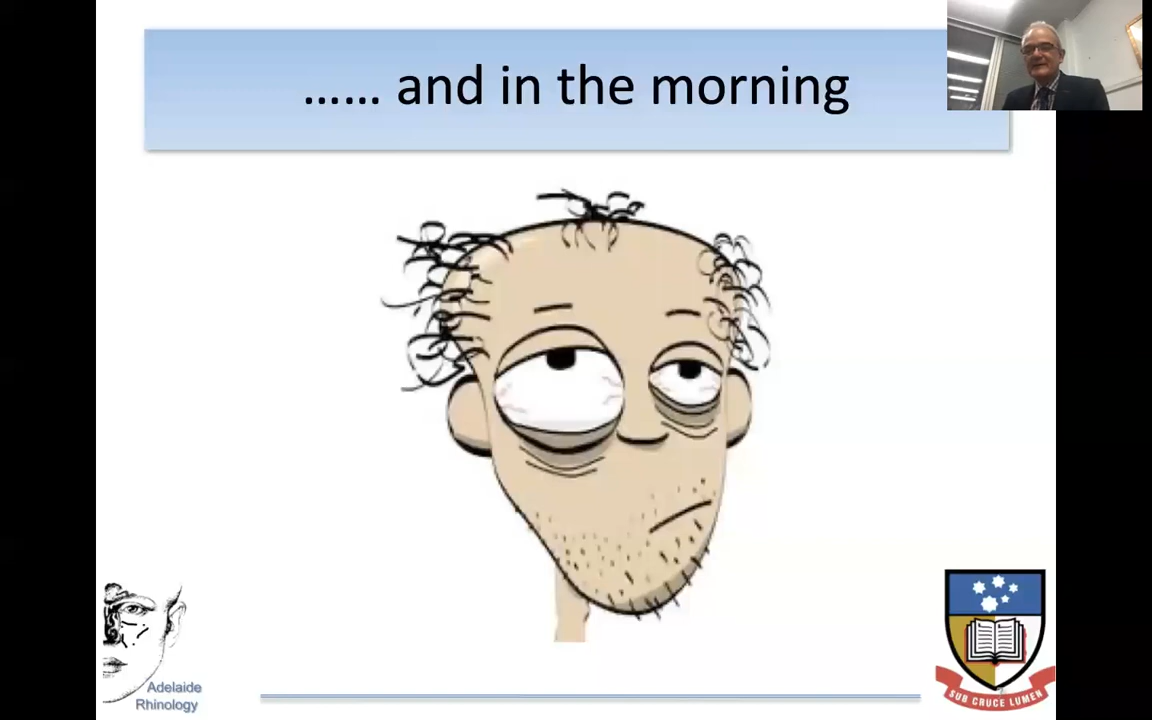 …… and in the morning
Adelaide
Rhinology
SUB CRUCE LUMEN